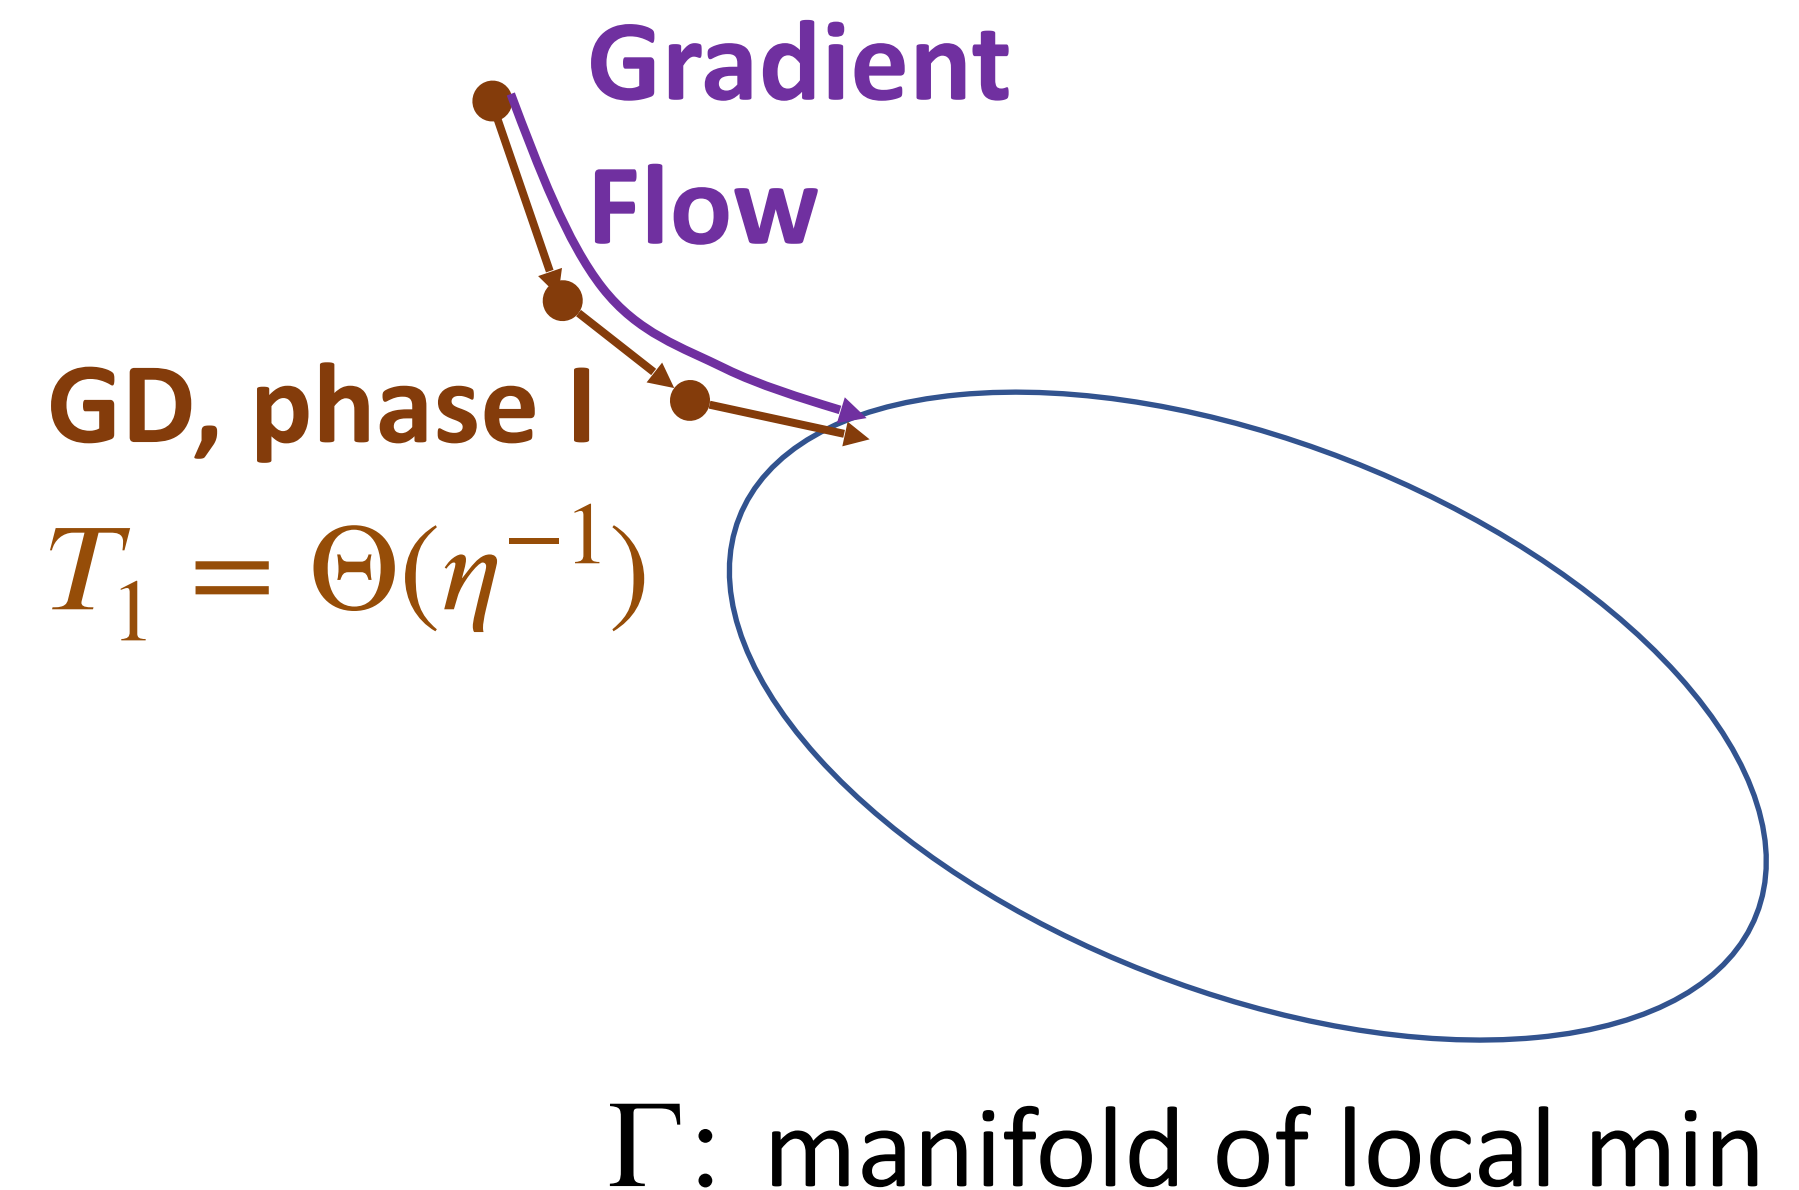 Gradient
Flow
GD, phase I
T₁ = Θ(η⁻¹)
Γ: manifold of local min